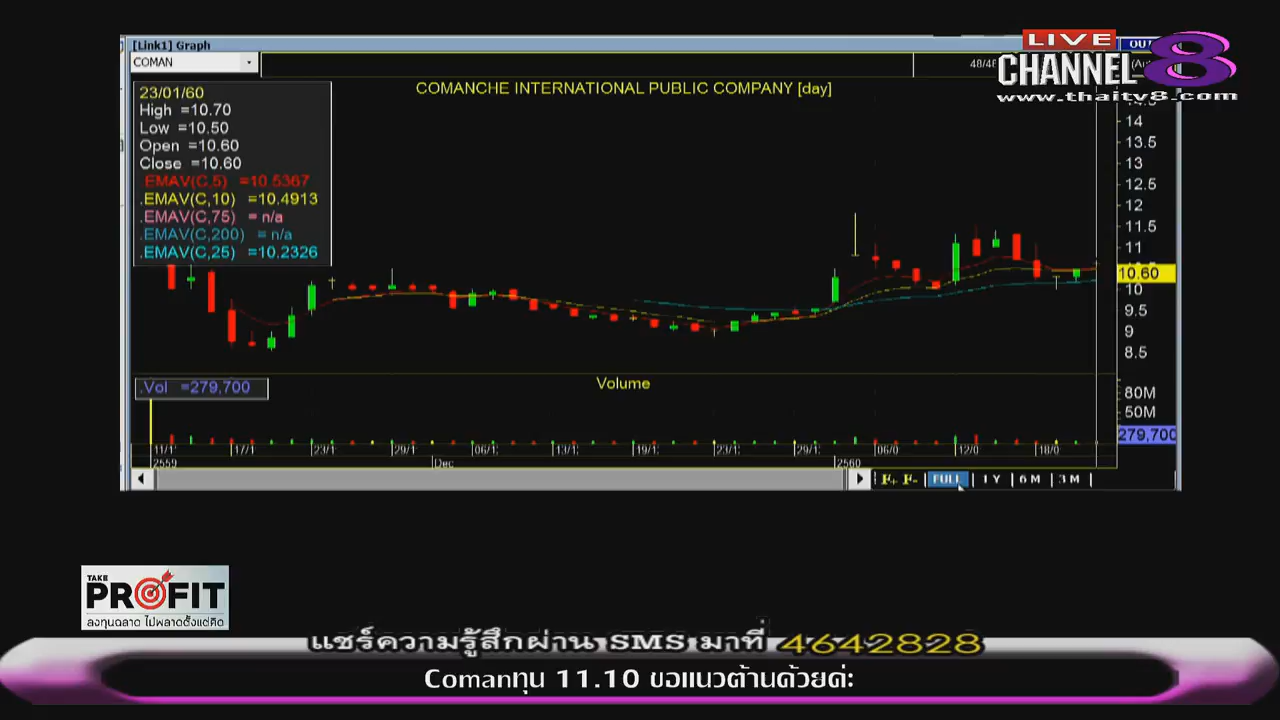 [Link1] Graph
COMAN
48/48
LIVE
CHANNEL 8
www.thaitv8.com
COMANCHE INTERNATIONAL PUBLIC COMPANY [day]
23/01/60
High =10.70
Low =10.50
Open =10.60
Close =10.60
.EMAV(C,5) =10.5367
.EMAV(C,10) =10.4913
.EMAV(C,75) = n/a
.EMAV(C,200) = n/a
.EMAV(C,25) =10.2326
14
13.5
13
12.5
12
11.5
11
10.60
10
9.5
9
8.5
.Vol =279,700
Volume
80M
50M
279,700
11/1
17/1
23/1
29/1
06/1
13/1
19/1
23/1
29/1
06/0
12/0
18/0
2559
Dec
2560
F+ F- FULL 1 Y 6 M 3 M
TAKE
PROFIT
ลงทุนฉลาด ไม่พลาดตั้งแต่คิด
แชร์ความรู้สึกผ่าน SMS มาที่ 4642828
Comanทุน 11.10 ขอแนวต้านด้วยค่ะ